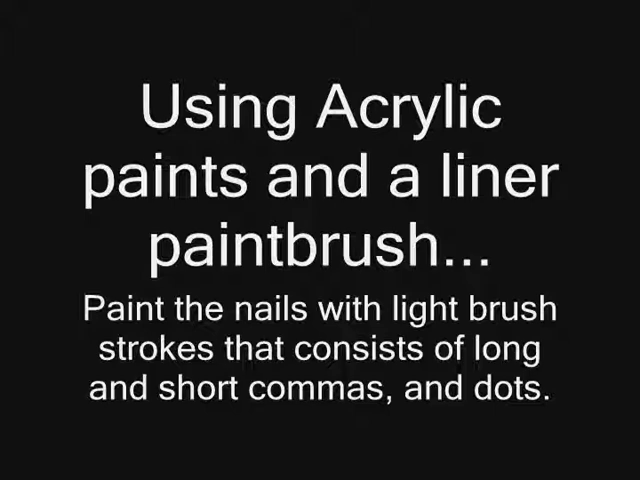 Using Acrylic
paints and a liner
paintbrush...
Paint the nails with light brush
strokes that consists of long
and short commas, and dots.